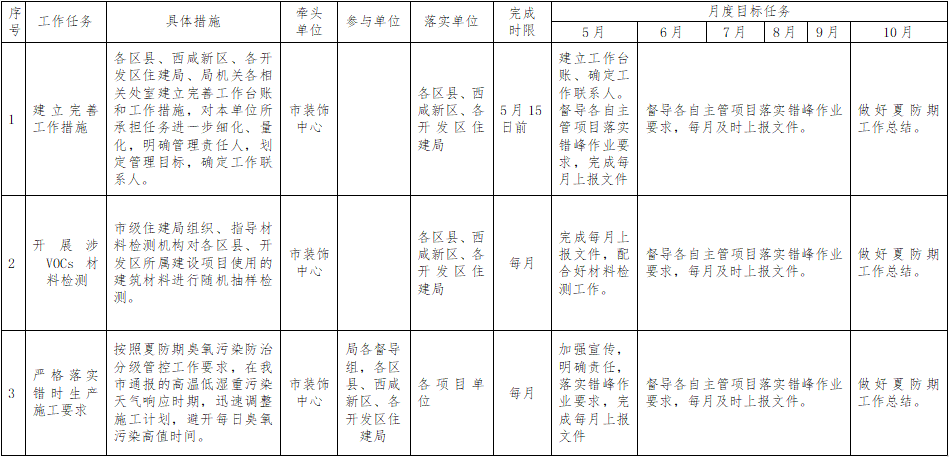 序号 工作任务 具体措施 牵头单位 参与单位 落实单位 完成时限 月度目标任务
5月 6月 7月 8月 9月 10月
1
建立完善
工作措施
各区县、西咸新区、各开
发区住建局、局机关各相
关处室建立完善工作台账
和工作措施，对本单位所
承担任务进一步细化、量
化，明确管理责任人，划
定管理目标，确定工作联
系人。
市装饰
中心
各区县、西
咸新区、各
开发区住
建局
5月15
日前
建立工作台
账、确定工
作联系人。
督导各自主
管项目落实
错峰作业要
求，完成每
月上报文件
督导各自主管项目落实错峰作业
要求，每月及时上报文件。
做好夏防期
工作总结。
2
开展涉
VOCs材
料检测
市级住建局组织、指导材
料检测机构对各区县、开
发区所属建设项目使用的
建筑材料进行随机抽样检
测。
市装饰
中心
各区县、西
咸新区、各
开发区住
建局
每月
完成每月上
报文件，配
合好材料检
测工作。
督导各自主管项目落实错峰作业
要求，每月及时上报文件。
做好夏防期
工作总结。
3
严格落实
错时生产
施工要求
按照夏防期臭氧污染防治
分级管控工作要求，在我
市通报的高温低湿重污染
天气响应时期，迅速调整
施工计划，避开每日臭氧
污染高值时间。
市装饰
中心
局各督导
组，各区
县、西咸
新区、各
开发区住
建局
各项目单
位
每月
加强宣传，
明确责任，
落实错峰作
业要求，完
成每月上报
文件
督导各自主管项目落实错峰作业
要求，每月及时上报文件。
做好夏防期
工作总结。